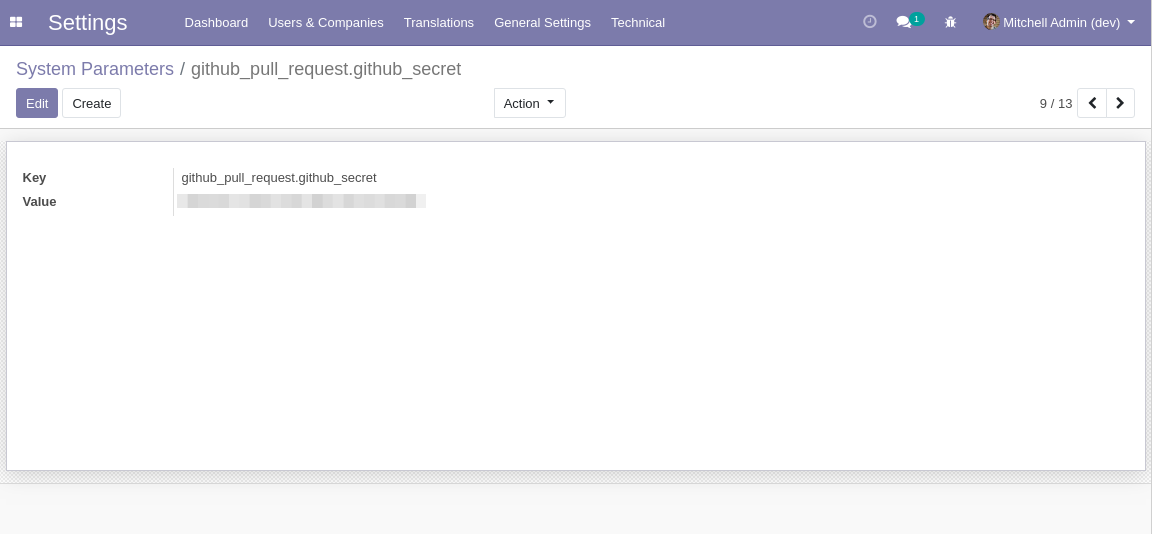 Settings Dashboard Users & Companies Translations General Settings Technical 1 Mitchell Admin (dev)
System Parameters / github_pull_request.github_secret
Edit Create Action 9 / 13
Key github_pull_request.github_secret
Value